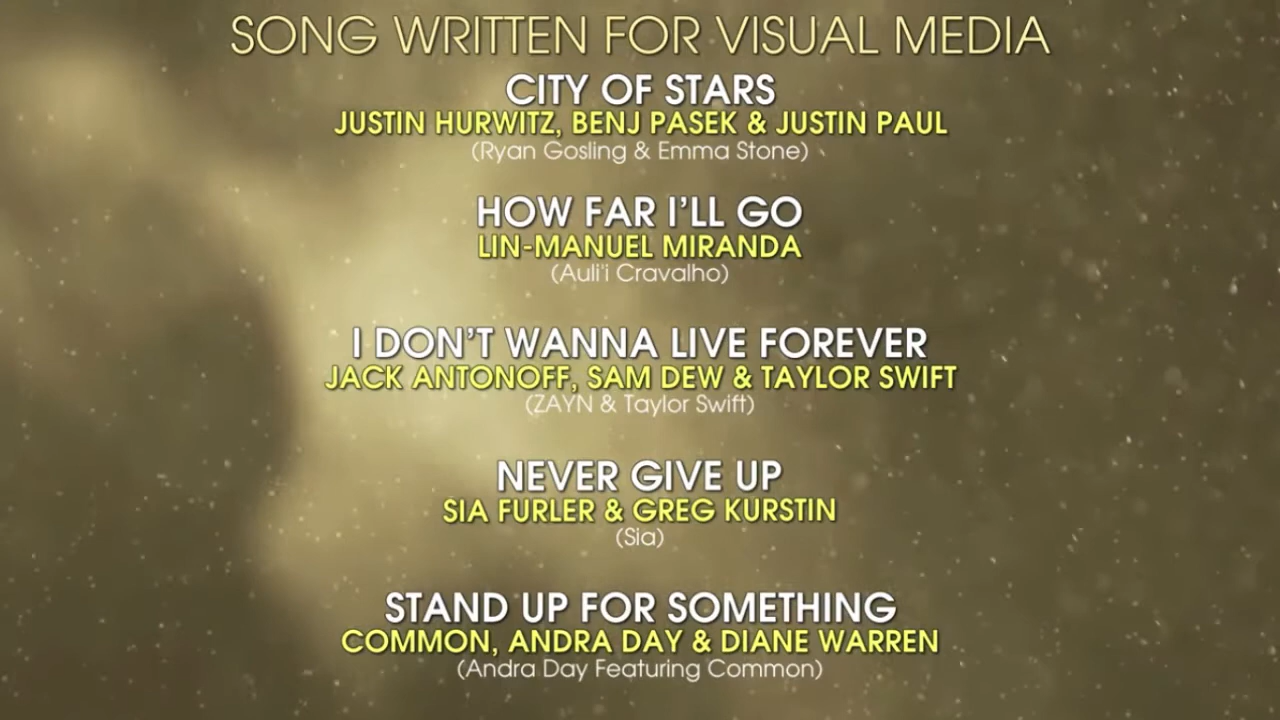 SONG WRITTEN FOR VISUAL MEDIA
CITY OF STARS
JUSTIN HURWITZ, BENJ PASEK & JUSTIN PAUL
(Ryan Gosling & Emma Stone)
HOW FAR I’LL GO
LIN-MANUEL MIRANDA
(Auli'i Cravalho)
I DON’T WANNA LIVE FOREVER
JACK ANTONOFF, SAM DEW & TAYLOR SWIFT
(ZAYN & Taylor Swift)
NEVER GIVE UP
SIA FURLER & GREG KURSTIN
(Sia)
STAND UP FOR SOMETHING
COMMON, ANDRA DAY & DIANE WARREN
(Andra Day Featuring Common)